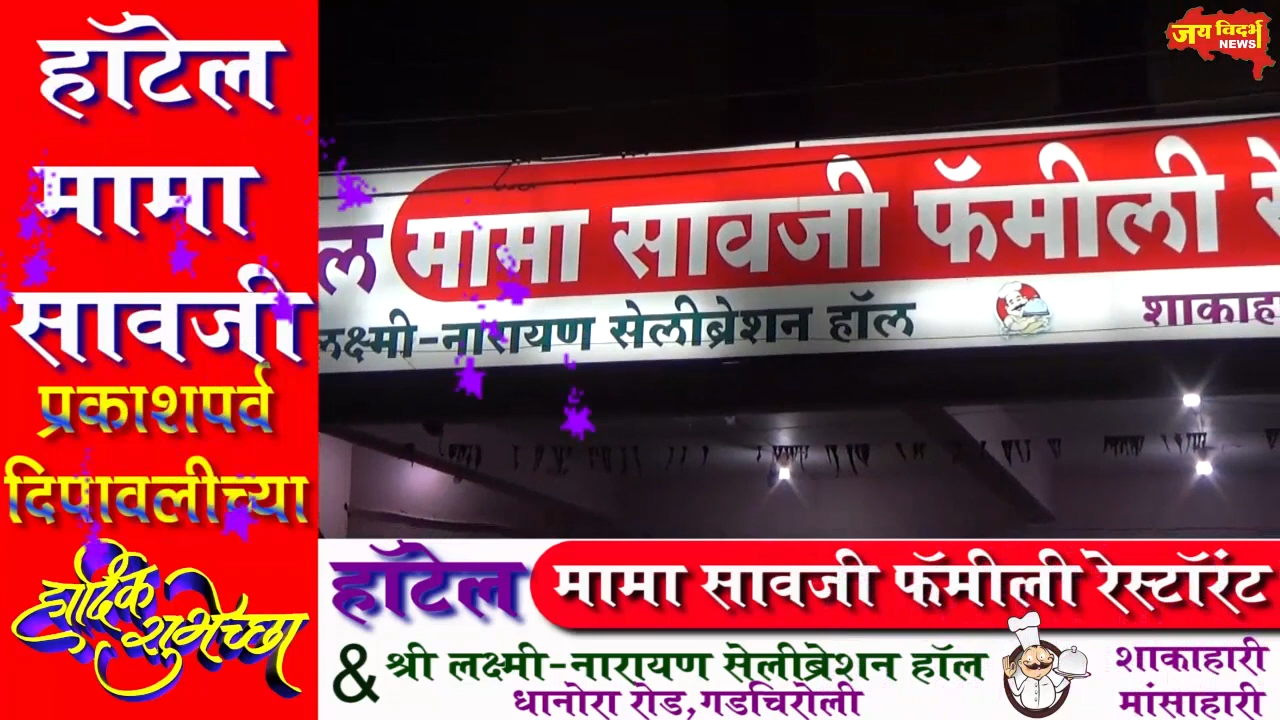 हॉटेल
मामा
सावजी
प्रकाशपर्व
दिपावलीच्या
हार्दिक
शुभेच्छा
जय विदर्भ
NEWS
ल मामा सावजी फॅमीली रे
लक्ष्मी-नारायण सेलीब्रेशन हॉल
शाकाह
हॉटेल मामा सावजी फॅमीली रेस्टॉरंट
& श्री लक्ष्मी-नारायण सेलीब्रेशन हॉल
धानोरा रोड,गडचिरोली
शाकाहारी
मांसाहारी